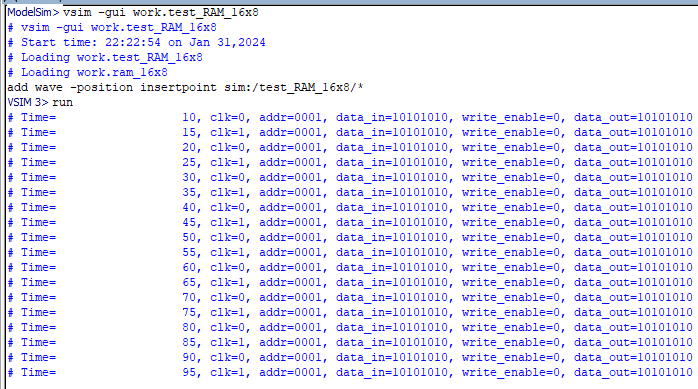 ModelSim> vsim -gui work.test_RAM_16x8
# vsim -gui work.test_RAM_16x8
# Start time: 22:22:54 on Jan 31,2024
# Loading work.test_RAM_16x8
# Loading work.ram_16x8
add wave -position insertpoint sim:/test_RAM_16x8/*
VSIM 3> run
# Time=                  10, clk=0, addr=0001, data_in=10101010, write_enable=0, data_out=10101010
# Time=                  15, clk=1, addr=0001, data_in=10101010, write_enable=0, data_out=10101010
# Time=                  20, clk=0, addr=0001, data_in=10101010, write_enable=0, data_out=10101010
# Time=                  25, clk=1, addr=0001, data_in=10101010, write_enable=0, data_out=10101010
# Time=                  30, clk=0, addr=0001, data_in=10101010, write_enable=0, data_out=10101010
# Time=                  35, clk=1, addr=0001, data_in=10101010, write_enable=0, data_out=10101010
# Time=                  40, clk=0, addr=0001, data_in=10101010, write_enable=0, data_out=10101010
# Time=                  45, clk=1, addr=0001, data_in=10101010, write_enable=0, data_out=10101010
# Time=                  50, clk=0, addr=0001, data_in=10101010, write_enable=0, data_out=10101010
# Time=                  55, clk=1, addr=0001, data_in=10101010, write_enable=0, data_out=10101010
# Time=                  60, clk=0, addr=0001, data_in=10101010, write_enable=0, data_out=10101010
# Time=                  65, clk=1, addr=0001, data_in=10101010, write_enable=0, data_out=10101010
# Time=                  70, clk=0, addr=0001, data_in=10101010, write_enable=0, data_out=10101010
# Time=                  75, clk=1, addr=0001, data_in=10101010, write_enable=0, data_out=10101010
# Time=                  80, clk=0, addr=0001, data_in=10101010, write_enable=0, data_out=10101010
# Time=                  85, clk=1, addr=0001, data_in=10101010, write_enable=0, data_out=10101010
# Time=                  90, clk=0, addr=0001, data_in=10101010, write_enable=0, data_out=10101010
# Time=                  95, clk=1, addr=0001, data_in=10101010, write_enable=0, data_out=10101010